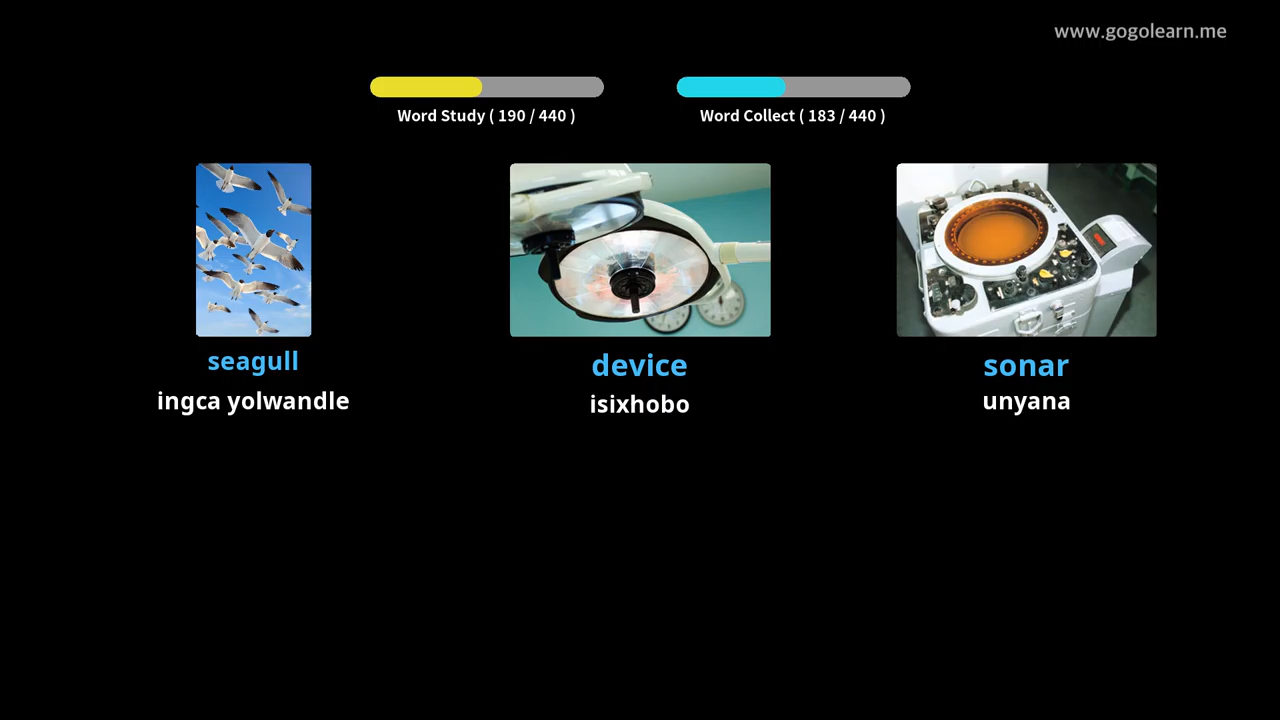 www.gogolearn.me
Word Study ( 190 / 440 )
Word Collect ( 183 / 440 )
seagull
ingca yolwandle
device
isixhobo
sonar
unyana